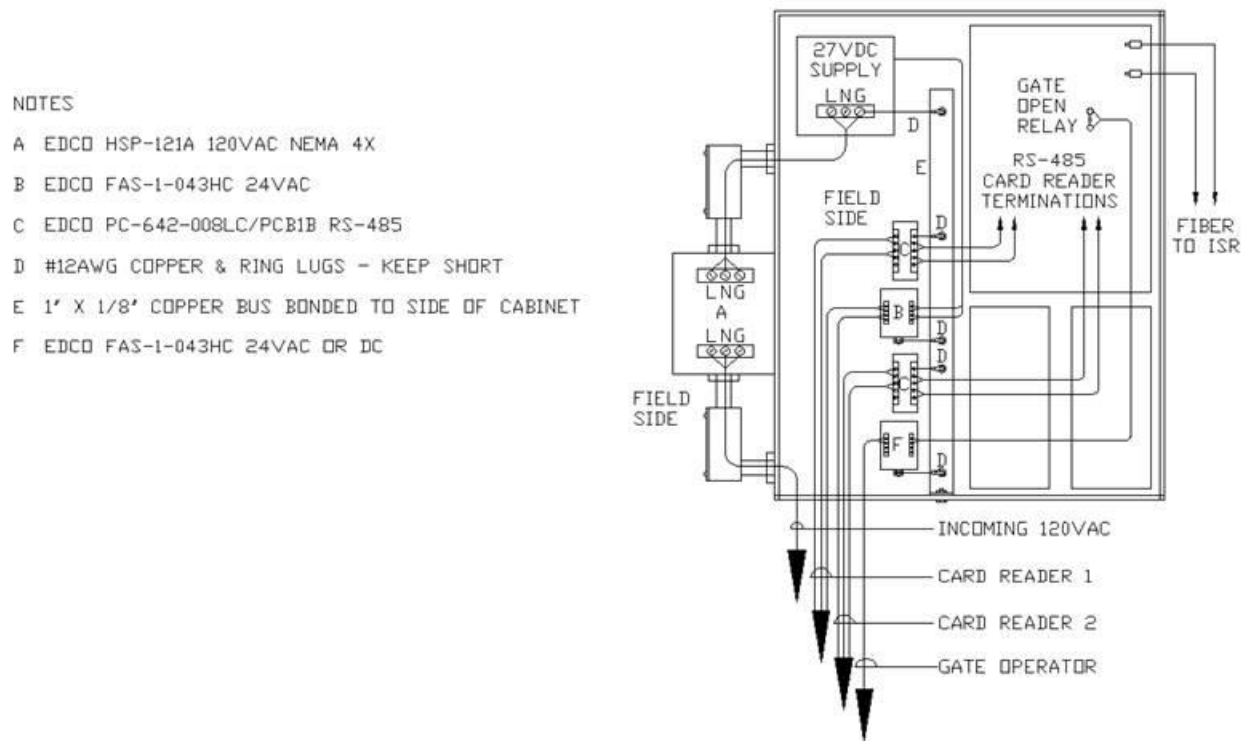 NOTES
A EDCO HSP-121A 120VAC NEMA 4X
B EDCO FAS-1-043HC 24VAC
C EDCO PC-642-008LC/PCB1B RS-485
D #12AWG COPPER & RING LUGS - KEEP SHORT
E 1" X 1/8" COPPER BUS BONDED TO SIDE OF CABINET
F EDCO FAS-1-043HC 24VAC OR DC
27VDC
SUPPLY
LNG
D
E
GATE
OPEN
RELAY
RS-485
CARD READER
TERMINATIONS
FIBER
TO ISR
FIELD
SIDE
D
C
LNG
A
LNG
B
D
D
C
FIELD
SIDE
F
D
INCOMING 120VAC
CARD READER 1
CARD READER 2
GATE OPERATOR